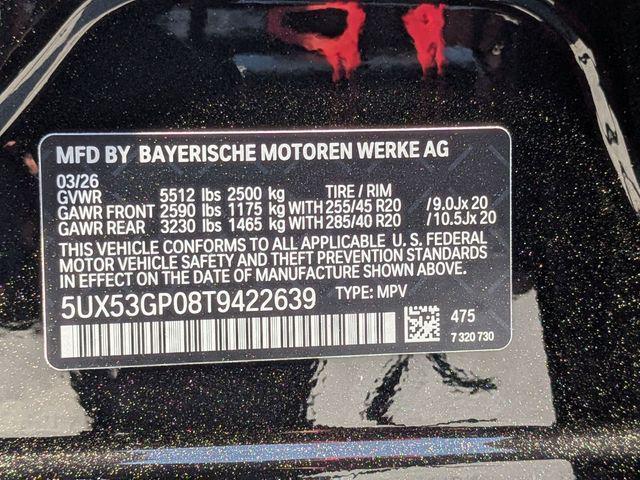 MFD BY BAYERISCHE MOTOREN WERKE AG
03/26
GVWR 5512 lbs 2500 kg TIRE / RIM
GAWR FRONT 2590 lbs 1175 kg WITH 255/45 R20 /9.0Jx 20
GAWR REAR 3230 lbs 1465 kg WITH 285/40 R20 /10.5Jx 20
THIS VEHICLE CONFORMS TO ALL APPLICABLE U. S. FEDERAL
MOTOR VEHICLE SAFETY AND THEFT PREVENTION STANDARDS
IN EFFECT ON THE DATE OF MANUFACTURE SHOWN ABOVE.
5UX53GP08T9422639 TYPE: MPV
475
7 320 730